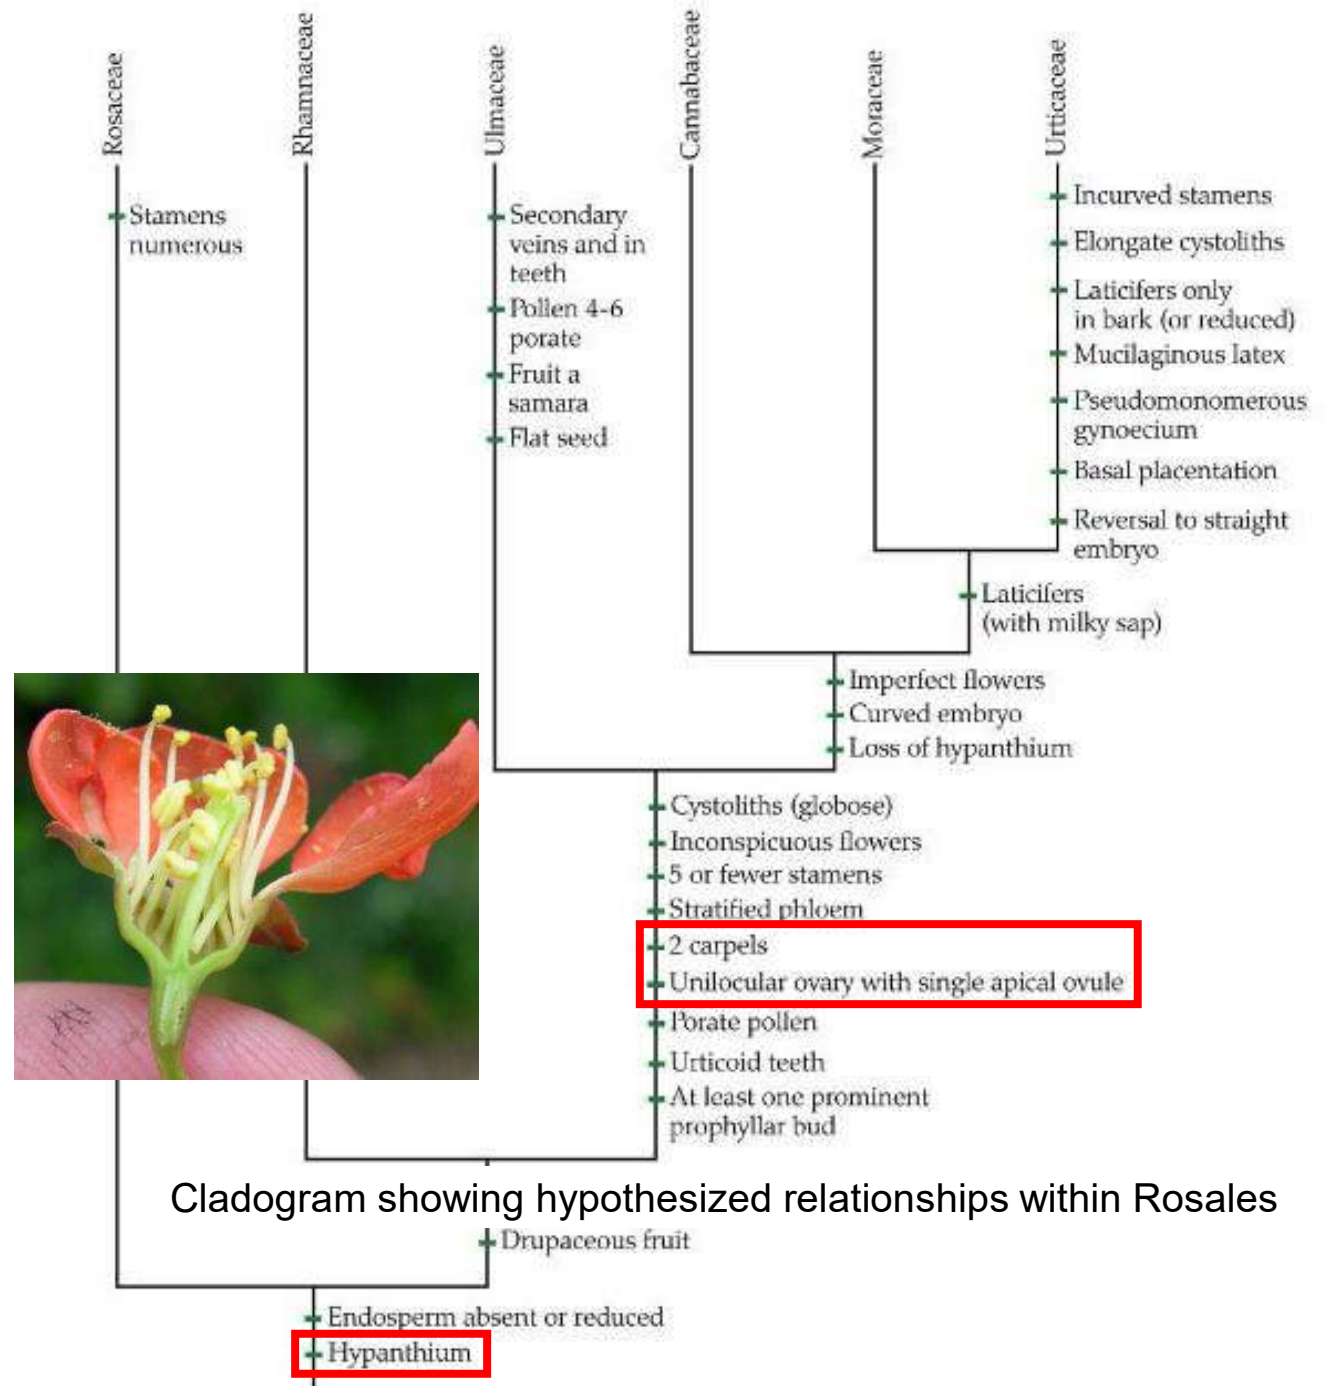 Rosaceae
Rhamnaceae
Ulmaceae
Cannabaceae
Moraceae
Urticaceae
Stamens
numerous
Secondary
veins and in
teeth
Pollen 4-6
porate
Fruit a
samara
Flat seed
Incurved stamens
Elongate cystoliths
Laticifers only
in bark (or reduced)
Mucilaginous latex
Pseudomonomerous
gynoecium
Basal placentation
Reversal to straight
embryo
Laticifers
(with milky sap)
Imperfect flowers
Curved embryo
Loss of hypanthium
Cystoliths (globose)
Inconspicuous flowers
5 or fewer stamens
Stratified phloem
2 carpels
Unilocular ovary with single apical ovule
Porate pollen
Urticoid teeth
At least one prominent
prophyllar bud
Cladogram showing hypothesized relationships within Rosales
Drupaceous fruit
Endosperm absent or reduced
Hypanthium